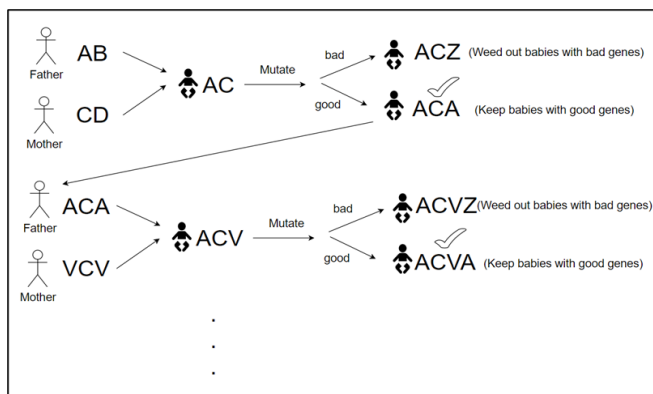 AB
Father
CD
Mother
AC
Mutate
bad
good
ACZ (Weed out babies with bad genes)
ACA (Keep babies with good genes)
ACA
Father
VCV
Mother
ACV
Mutate
bad
good
ACVZ (Weed out babies with bad genes)
ACVA (Keep babies with good genes)